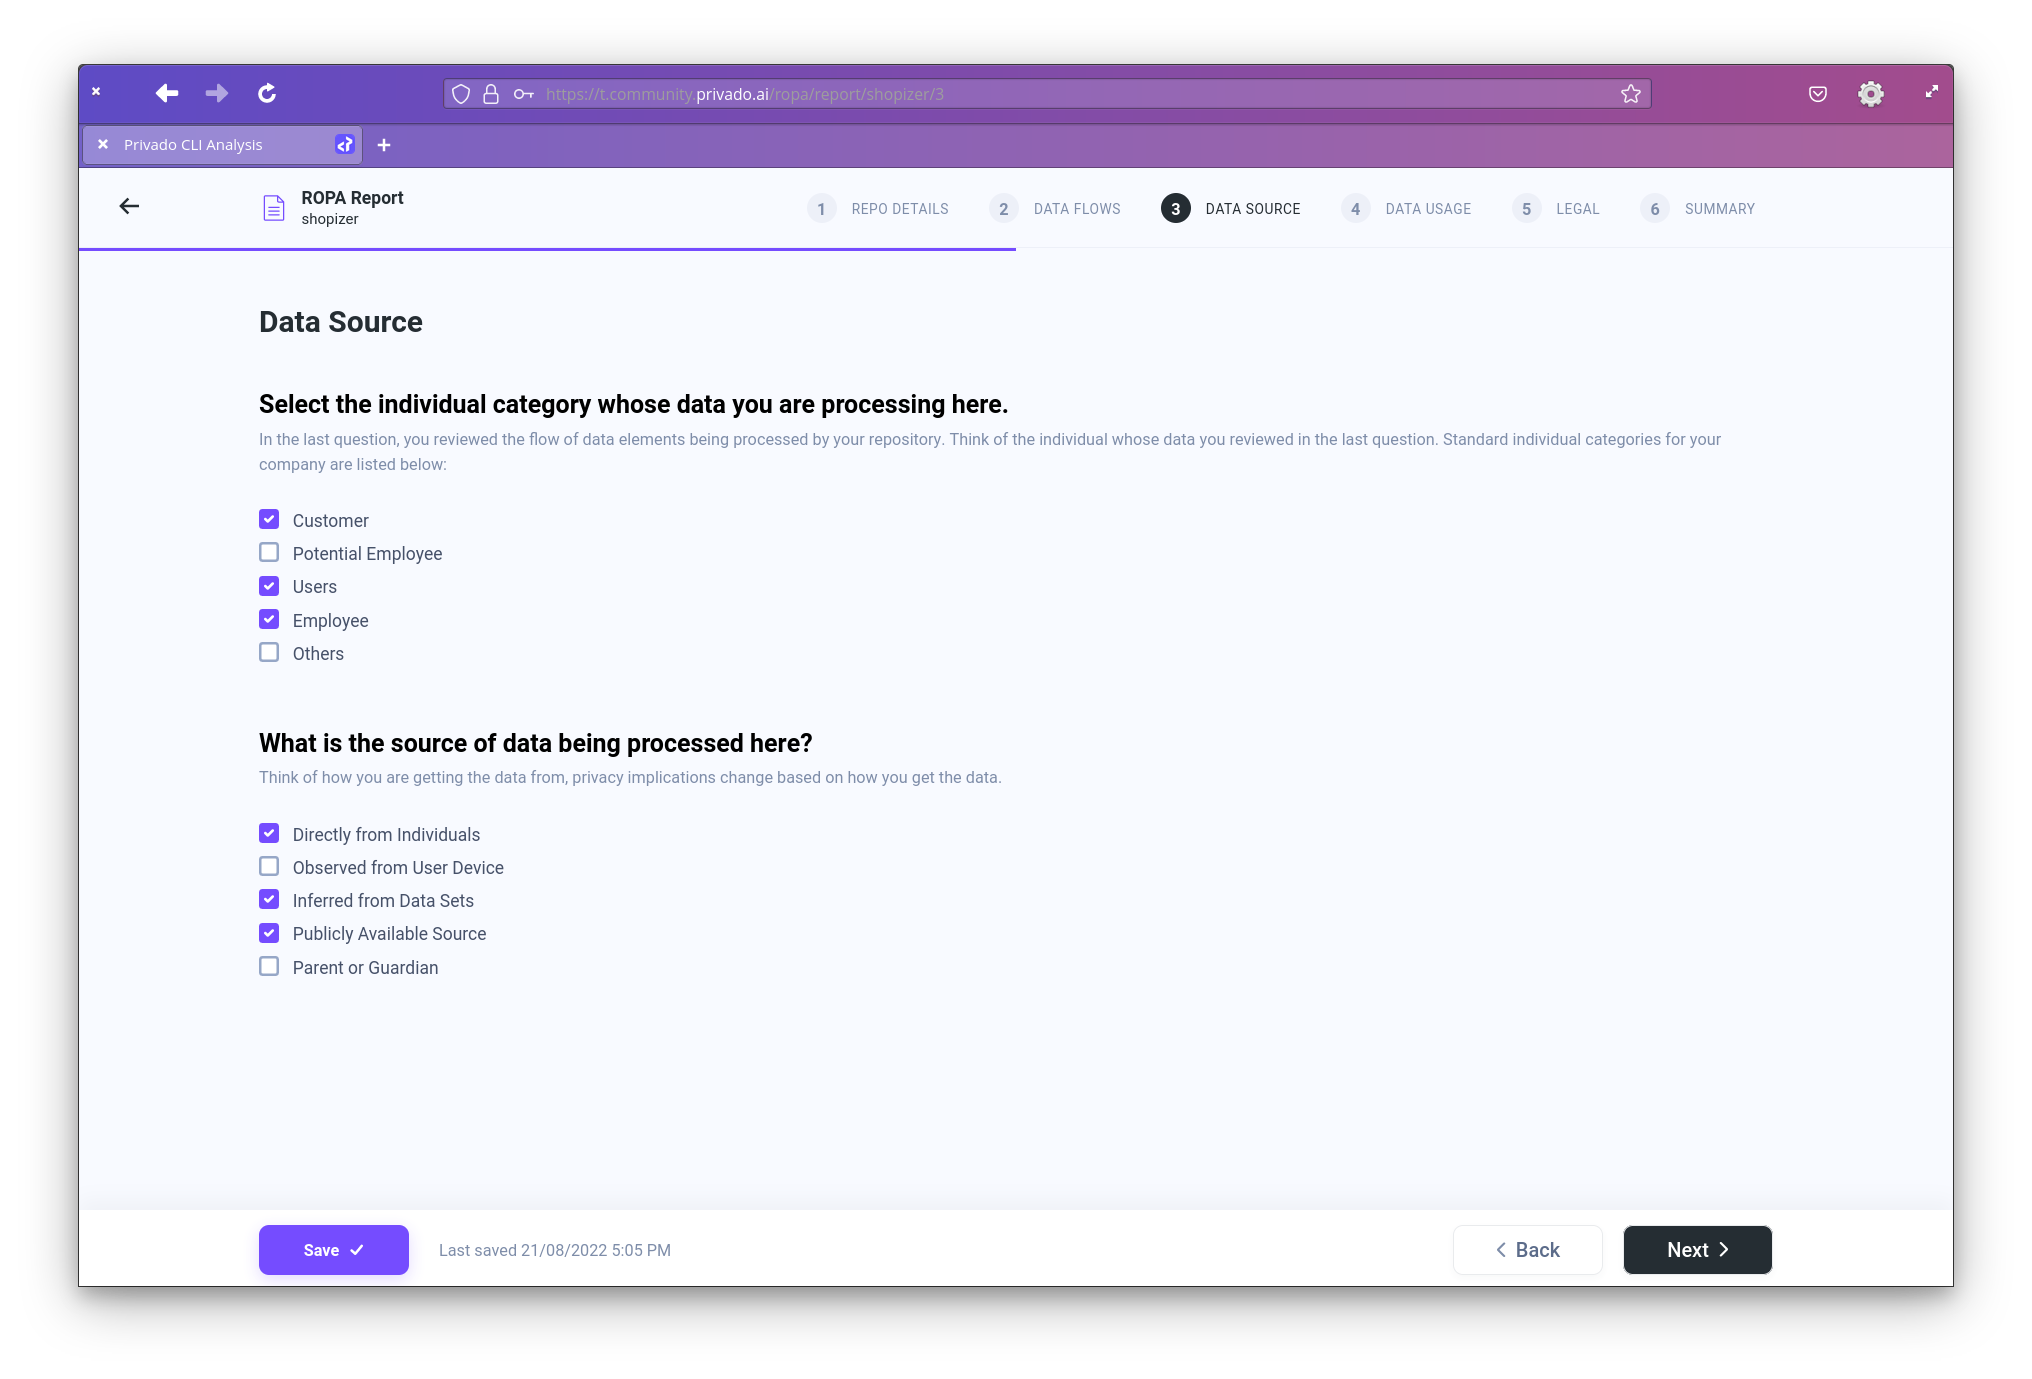 https://t.community.privado.ai/ropa/report/shopizer/3
Privado CLI Analysis
ROPA Report
shopizer
1 REPO DETAILS 2 DATA FLOWS 3 DATA SOURCE 4 DATA USAGE 5 LEGAL 6 SUMMARY
Data Source
Select the individual category whose data you are processing here.
In the last question, you reviewed the flow of data elements being processed by your repository. Think of the individual whose data you reviewed in the last question. Standard individual categories for your
company are listed below:
Customer
Potential Employee
Users
Employee
Others
What is the source of data being processed here?
Think of how you are getting the data from, privacy implications change based on how you get the data.
Directly from Individuals
Observed from User Device
Inferred from Data Sets
Publicly Available Source
Parent or Guardian
Save Last saved 21/08/2022 5:05 PM Back Next